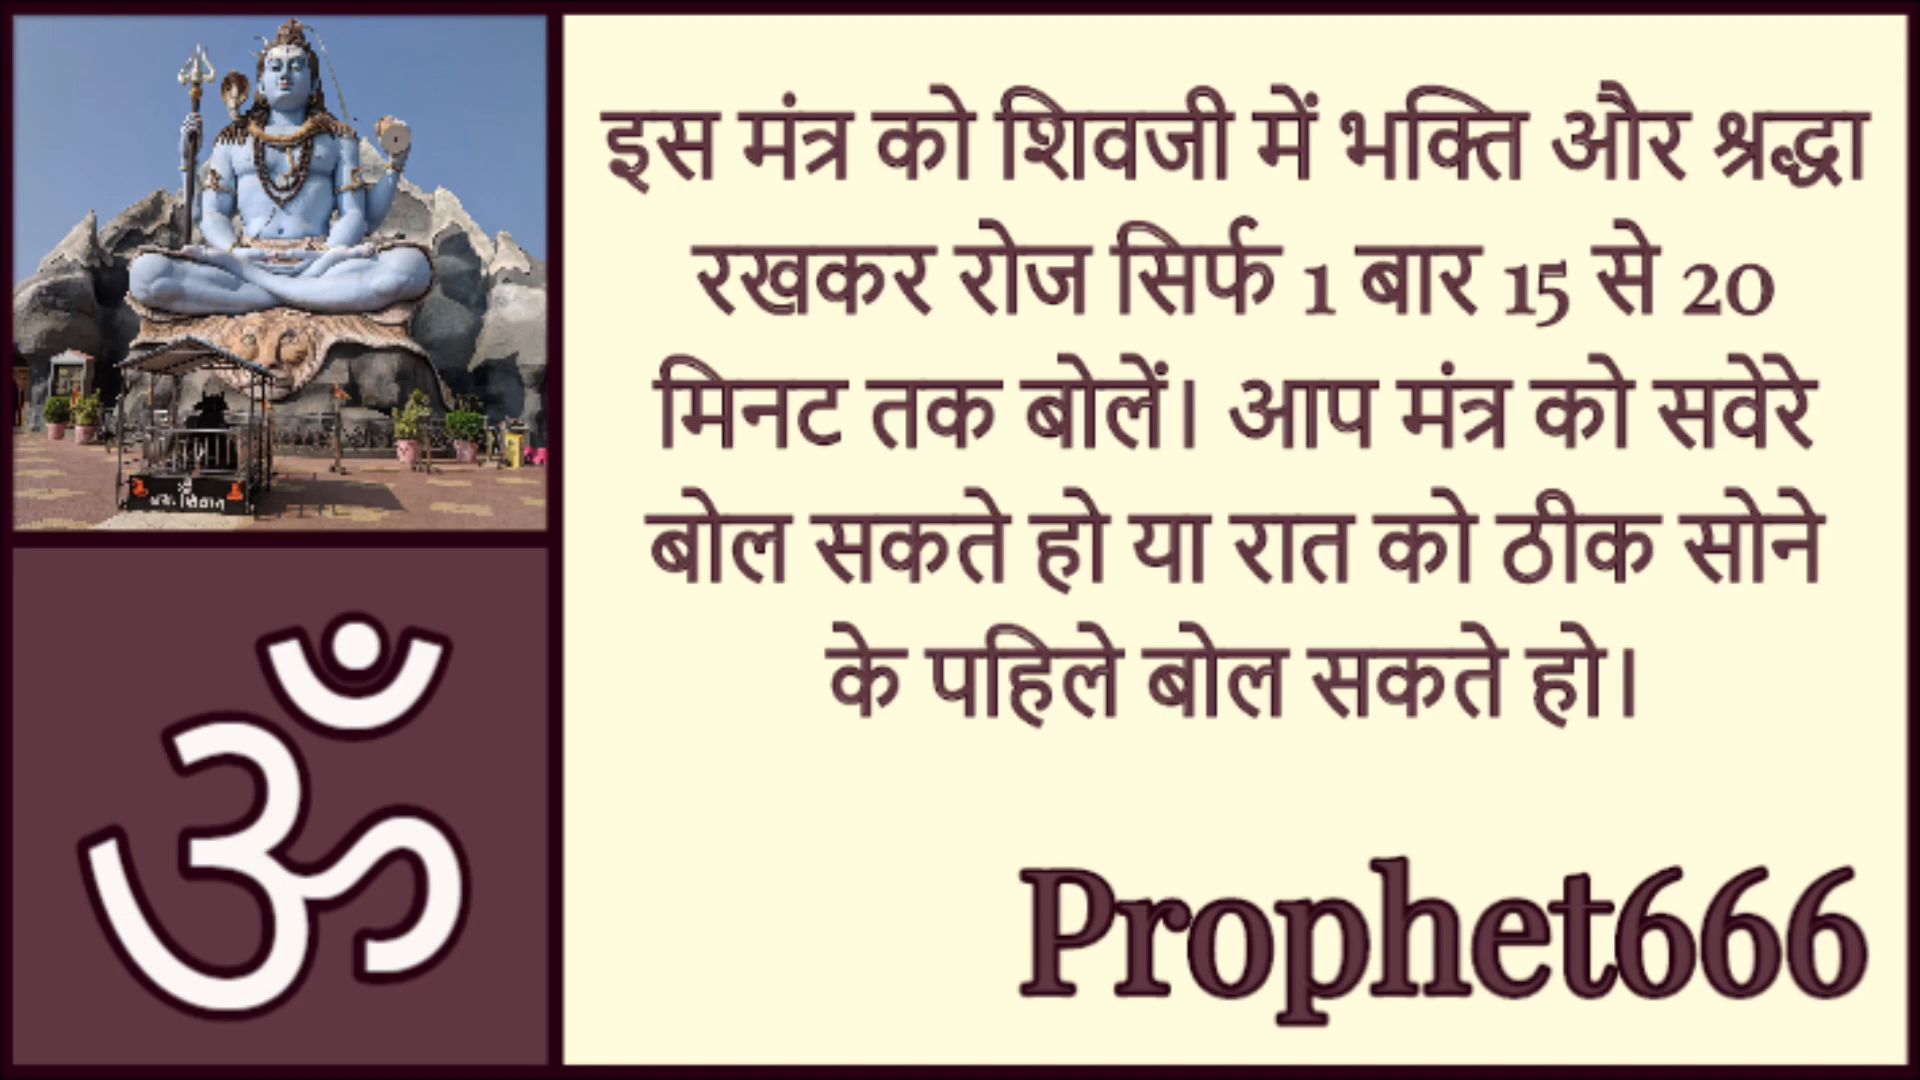 इस मंत्र को शिवजी में भक्ति और श्रद्धा
रखकर रोज सिर्फ 1 बार 15 से 20
मिनट तक बोलें। आप मंत्र को सवेरे
बोल सकते हो या रात को ठीक सोने
के पहिले बोल सकते हो।
Prophet666
ॐ